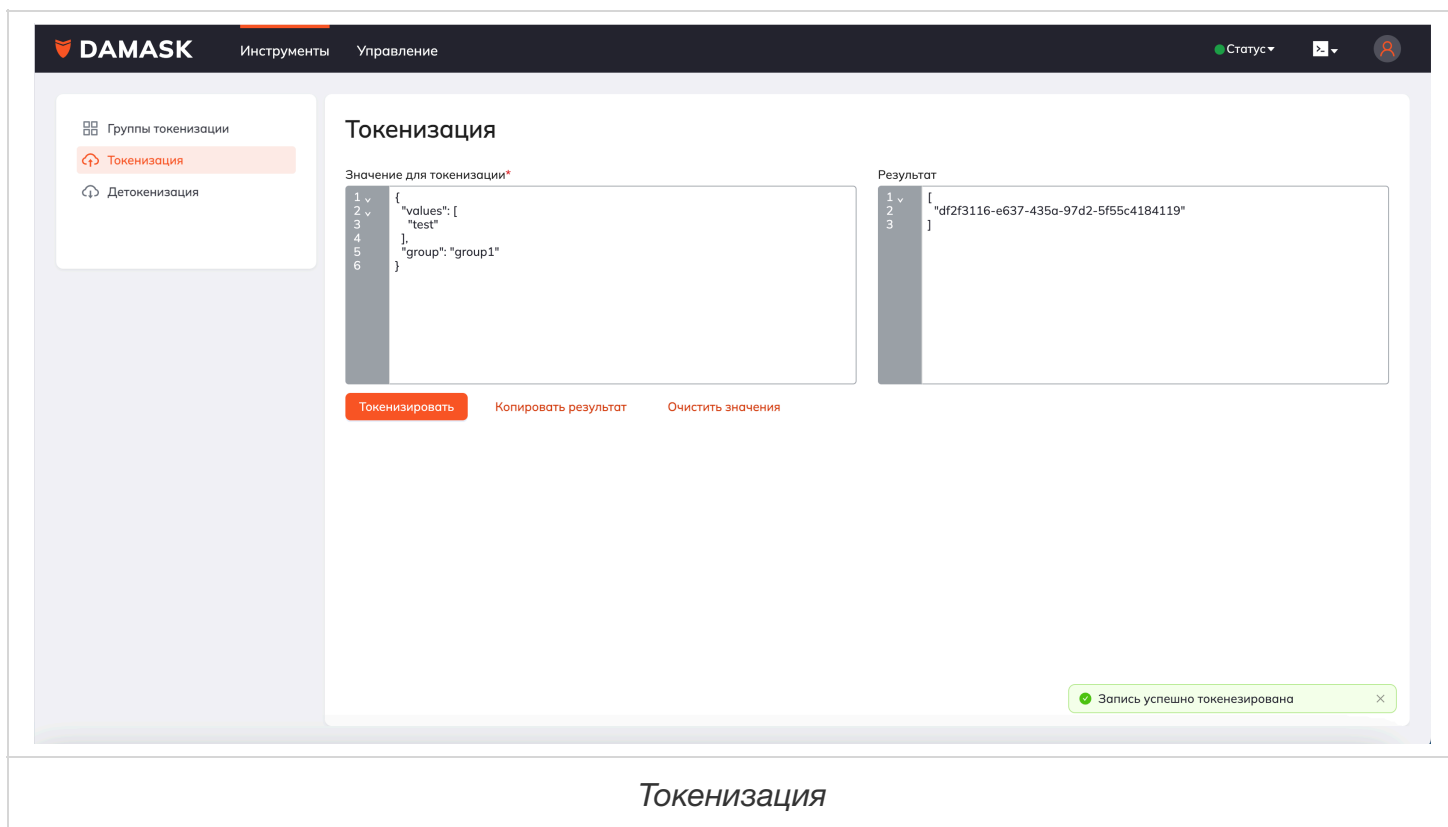 DAMASK
Инструменты
Управление
Статус
Группы токенизации
Токенизация
Детокенизация
Токенизация
Значение для токенизации*
1 {
2 "values": [
3 "test"
4 ],
5 "group": "group1"
6 }
Результат
1 [
2 "df2f3116-e637-435a-97d2-5f55c4184119"
3 ]
Токенизировать
Копировать результат
Очистить значения
Запись успешно токенезирована
Токенизация